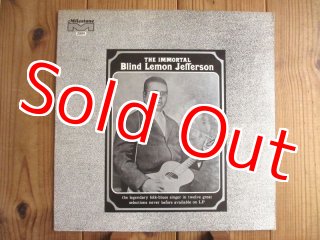 Milestone
THE IMMORTAL
Blind Lemon Jefferson
Sold Out
the legendary folk-blues singer in twelve great
selections never before available on LP